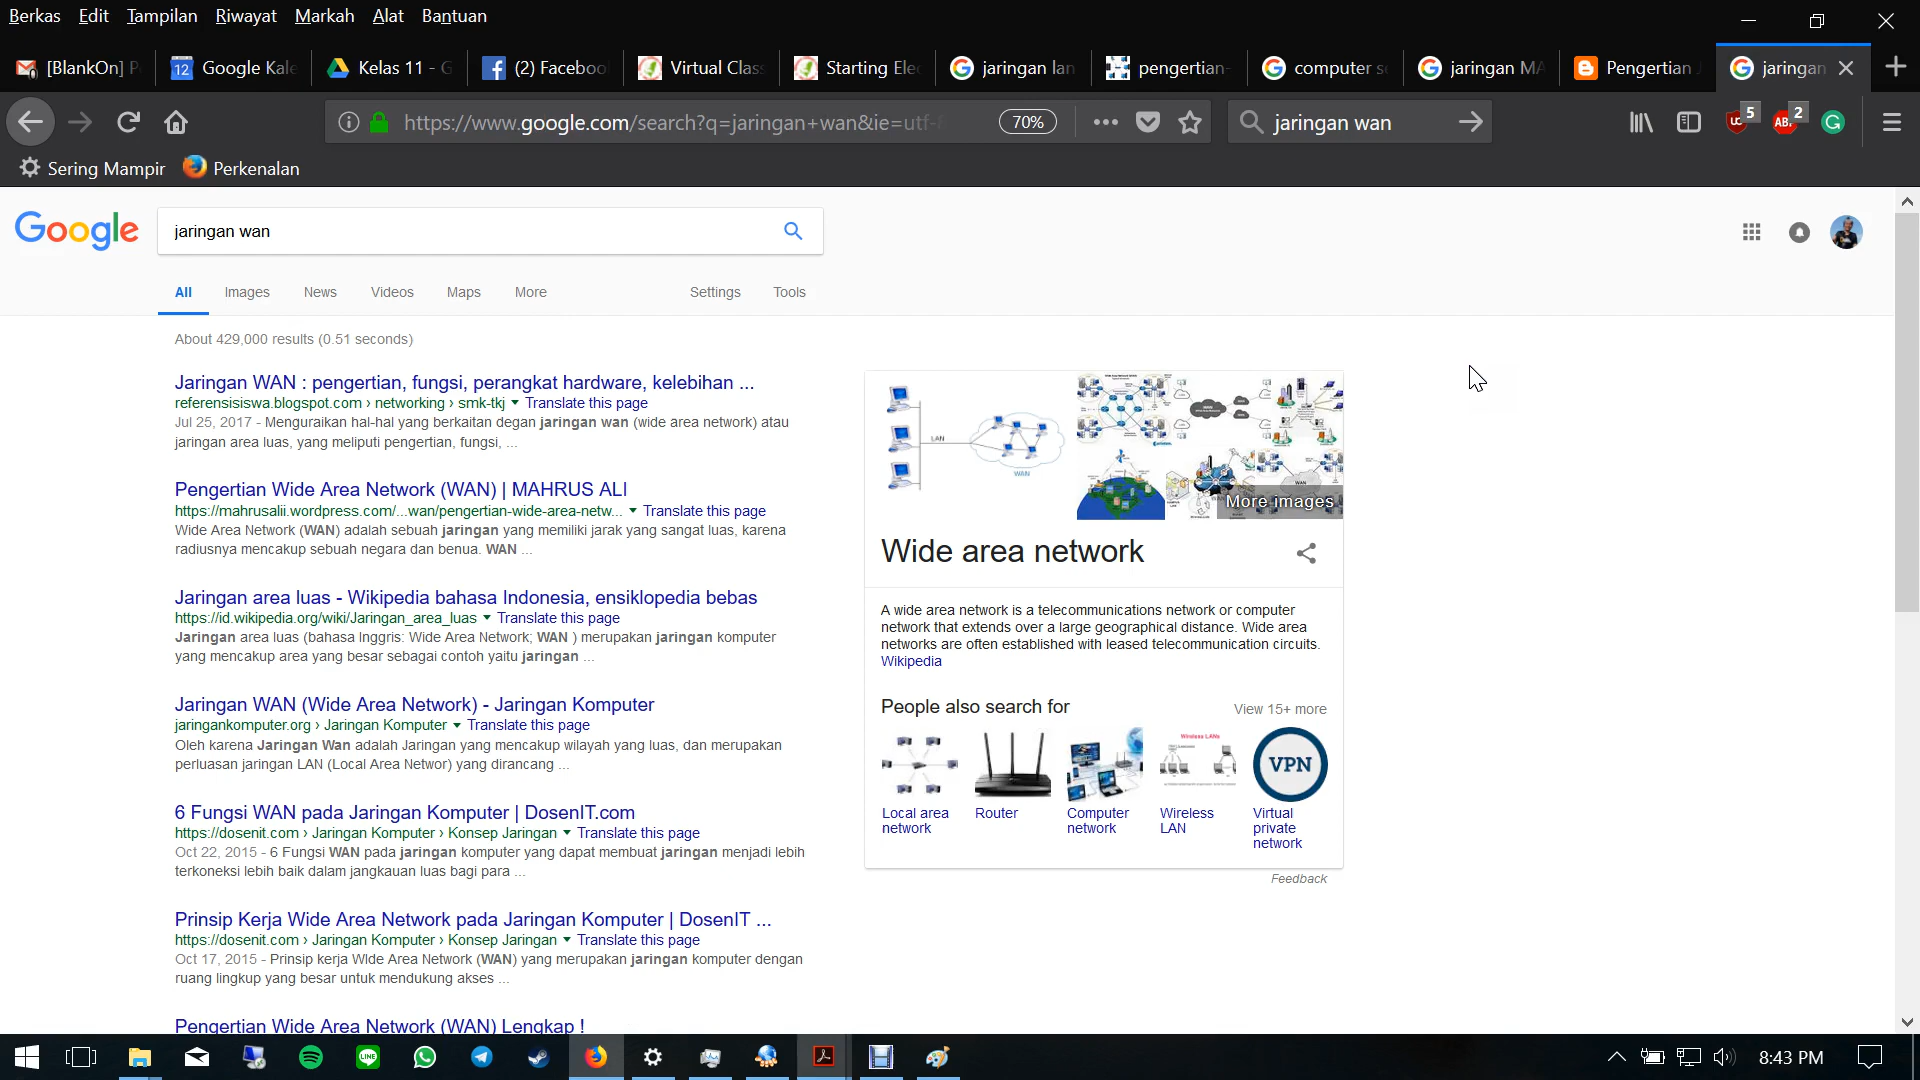 Berkas Edit Tampilan Riwayat Markah Alat Bantuan
[BlankOn] P Google Kale Kelas 11 - G (2) Faceboo Virtual Clas Starting Ele jaringan lan pengertian- computer sc jaringan MA Pengertian J jaringan
https://www.google.com/search?q=jaringan+wan&ie=utf- 70% jaringan wan 5 2
Sering Mampir Perkenalan
Google jaringan wan
All Images News Videos Maps More Settings Tools
About 429,000 results (0.51 seconds)
Jaringan WAN : pengertian, fungsi, perangkat hardware, kelebihan ...
referensisiswa.blogspot.com › networking › smk-tkj Translate this page
Jul 25, 2017 - Menguraikan hal-hal yang berkaitan degan jaringan wan (wide area network) atau
jaringan area luas, yang meliputi pengertian, fungsi, ...
Pengertian Wide Area Network (WAN) | MAHRUS ALI
https://mahrusalii.wordpress.com/...wan/pengertian-wide-area-netw... Translate this page
Wide Area Network (WAN) adalah sebuah jaringan yang memiliki jarak yang sangat luas, karena
radiusnya mencakup sebuah negara dan benua. WAN ...
Jaringan area luas - Wikipedia bahasa Indonesia, ensiklopedia bebas
https://id.wikipedia.org/wiki/Jaringan_area_luas Translate this page
Jaringan area luas (bahasa Inggris: Wide Area Network; WAN ) merupakan jaringan komputer
yang mencakup area yang besar sebagai contoh yaitu jaringan ...
Jaringan WAN (Wide Area Network) - Jaringan Komputer
jaringankomputer.org › Jaringan Komputer Translate this page
Oleh karena Jaringan Wan adalah Jaringan yang mencakup wilayah yang luas, dan merupakan
perluasan jaringan LAN (Local Area Networ) yang dirancang ...
6 Fungsi WAN pada Jaringan Komputer | DosenIT.com
https://dosenit.com › Jaringan Komputer › Konsep Jaringan Translate this page
Oct 22, 2015 - 6 Fungsi WAN pada jaringan komputer yang dapat membuat jaringan menjadi lebih
terkoneksi lebih baik dalam jangkauan luas bagi para ...
Prinsip Kerja Wide Area Network pada Jaringan Komputer | DosenIT ...
https://dosenit.com › Jaringan Komputer › Konsep Jaringan Translate this page
Oct 17, 2015 - Prinsip kerja WIde Area Network (WAN) yang merupakan jaringan komputer dengan
ruang lingkup yang besar untuk mendukung akses ...
Pengertian Wide Area Network (WAN) Lengkap !
LAN
WAN
More images
Wide area network
A wide area network is a telecommunications network or computer
network that extends over a large geographical distance. Wide area
networks are often established with leased telecommunication circuits.
Wikipedia
People also search for View 15+ more
Wireless LANs
VPN
Local area network
Router
Computer network
Wireless LAN
Virtual private network
Feedback
LINE
8:43 PM